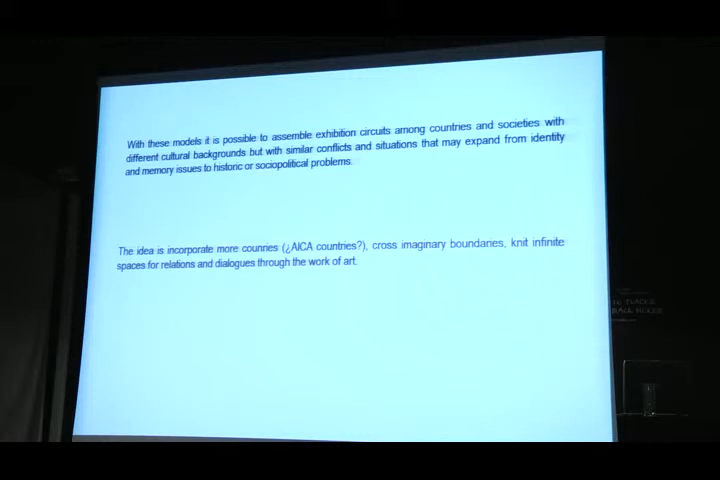 With these models it is possible to assemble exhibition circuits among countries and societies with
different cultural backgrounds but with similar conflicts and situations that may expand from identity
and memory issues to historic or sociopolitical problems.
The idea is incorporate more counries (¿AICA countries?), cross imaginary boundaries, knit infinite
spaces for relations and dialogues through the work of art.